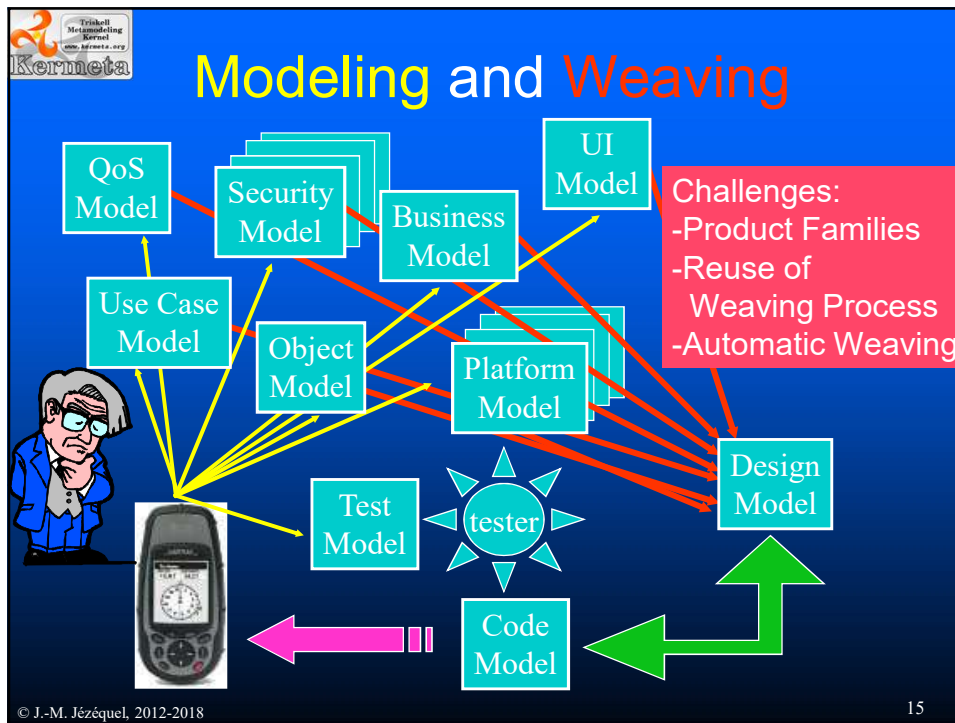 Triskell
Metamodeling
Kernel
www.kermeta.org
Kermeta
Modeling and Weaving
QoS
Model
Security
Model
Business
Model
UI
Model
Challenges:
-Product Families
-Reuse of
Weaving Process
-Automatic Weaving
Use Case
Model
Object
Model
Platform
Model
Design
Model
Test
Model
tester
Code
Model
© J.-M. Jézéquel, 2012-2018
15